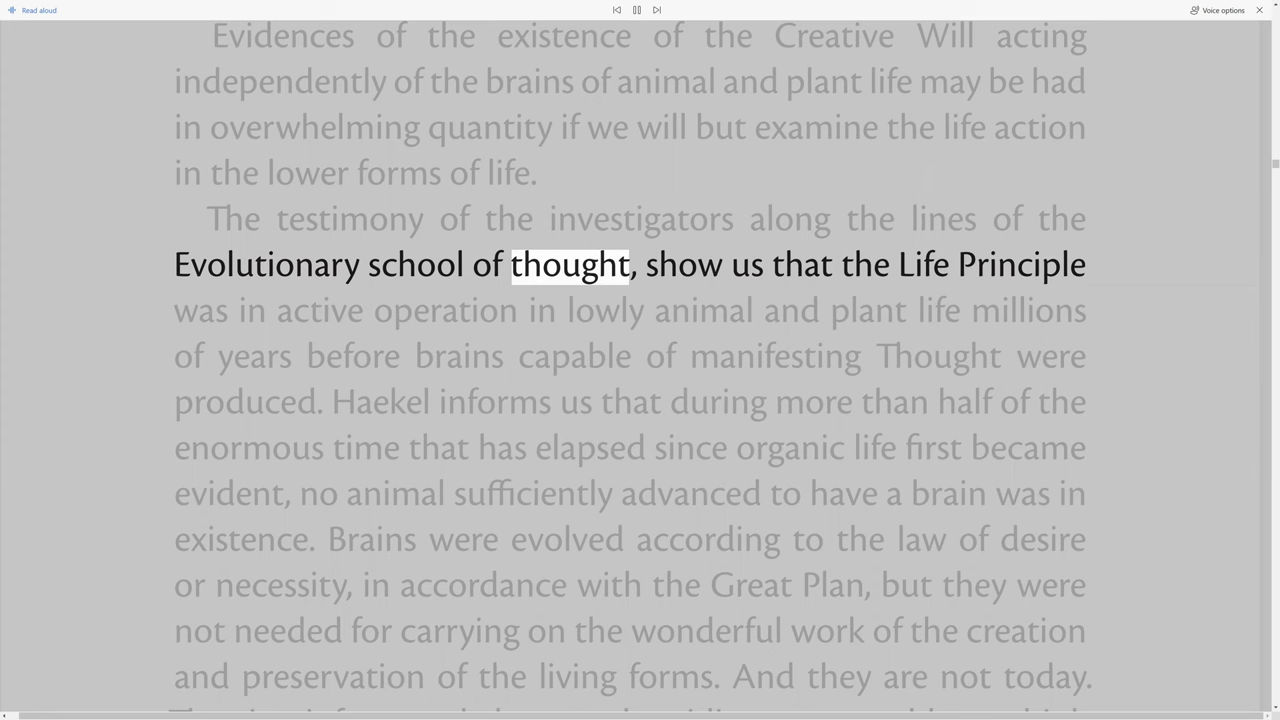 Read aloud
Voice options
Evidences of the existence of the Creative Will acting
independently of the brains of animal and plant life may be had
in overwhelming quantity if we will but examine the life action
in the lower forms of life.
The testimony of the investigators along the lines of the
Evolutionary school of thought, show us that the Life Principle
was in active operation in lowly animal and plant life millions
of years before brains capable of manifesting Thought were
produced. Haekel informs us that during more than half of the
enormous time that has elapsed since organic life first became
evident, no animal sufficiently advanced to have a brain was in
existence. Brains were evolved according to the law of desire
or necessity, in accordance with the Great Plan, but they were
not needed for carrying on the wonderful work of the creation
and preservation of the living forms. And they are not today.